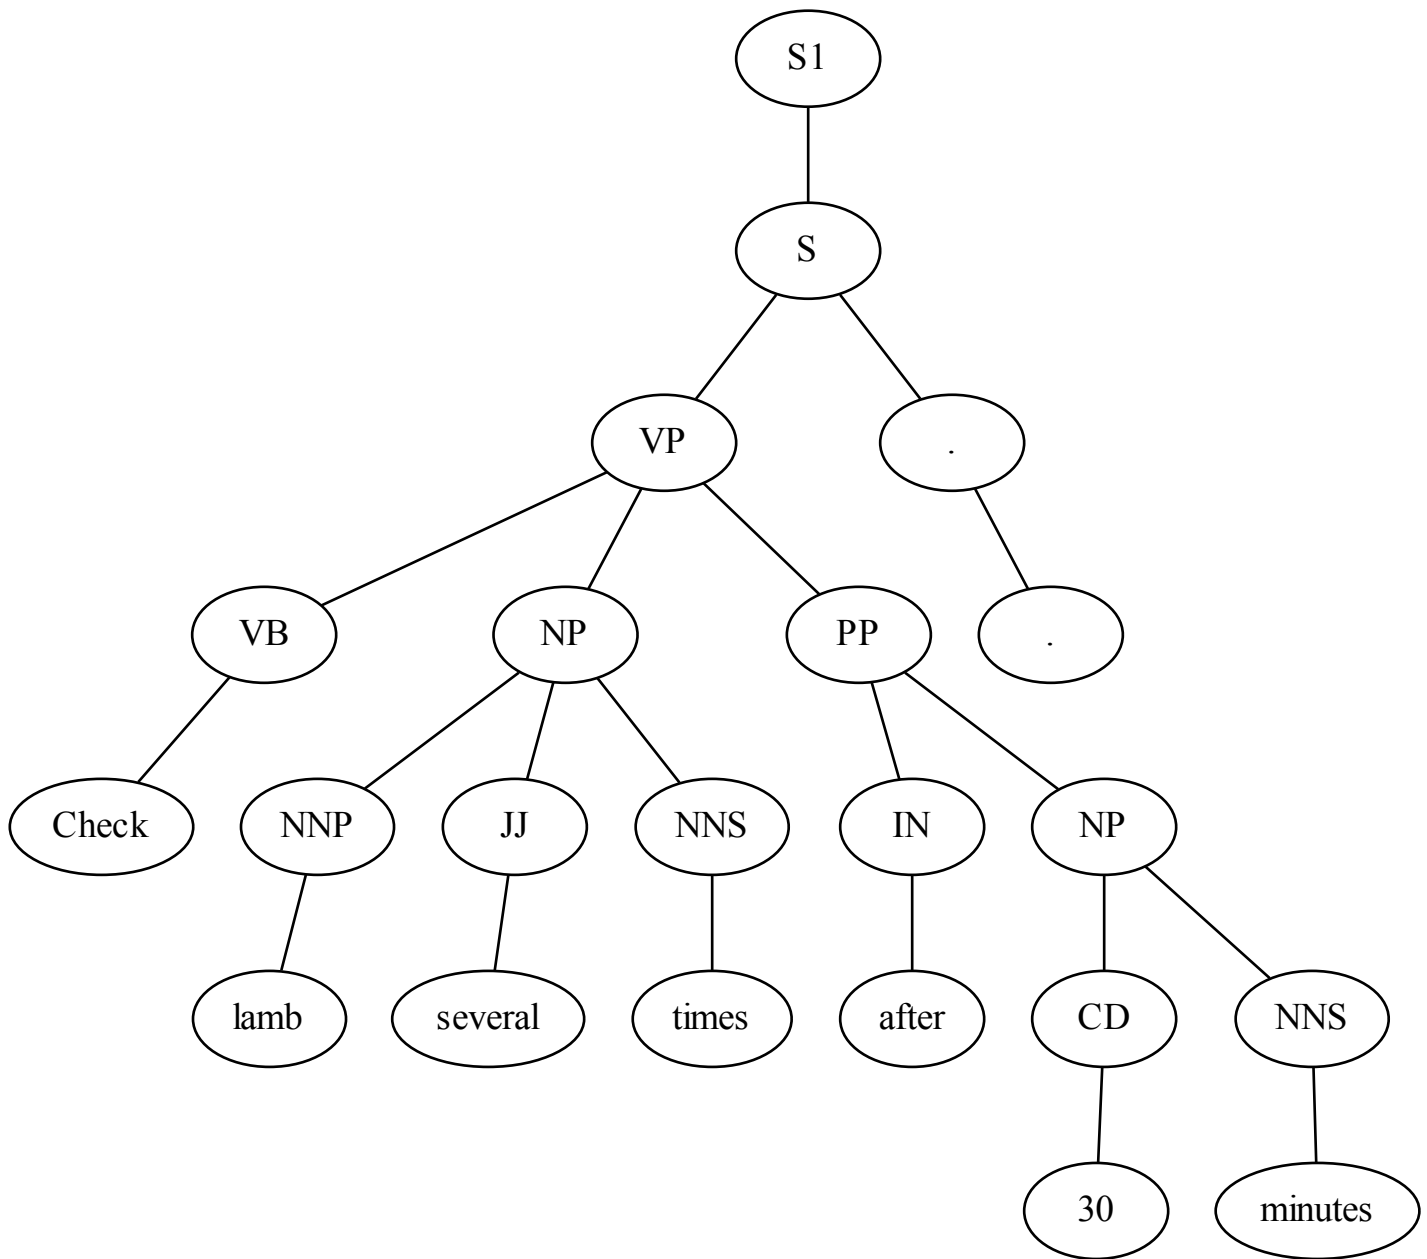 S1
S
VP .
VB NP PP .
Check NNP JJ NNS IN NP
lamb several times after CD NNS
30 minutes